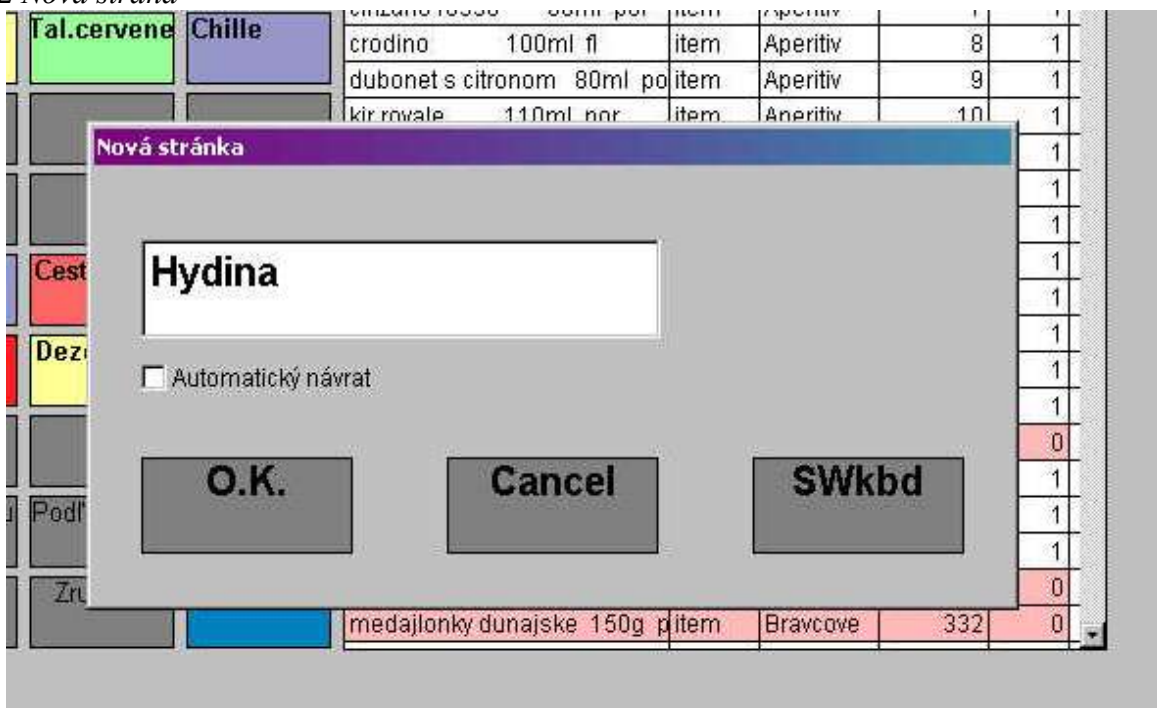 2 Nová strana
Tal.cervene Chille
crodino 100ml fl item Aperitiv 8 1
dubonet s citronom 80ml po item Aperitiv 9 1
kir royale 110ml por item Aperitiv 10 1
Nová stránka
1
1
1
Cest
Hydina
1
1
1
Deze
Automatický návrat
1
1
0
O.K. Cancel SWkbd
1
Podľ
1
1
Zru
0
medajlonky dunajske 150g p item Bravcove 332 0